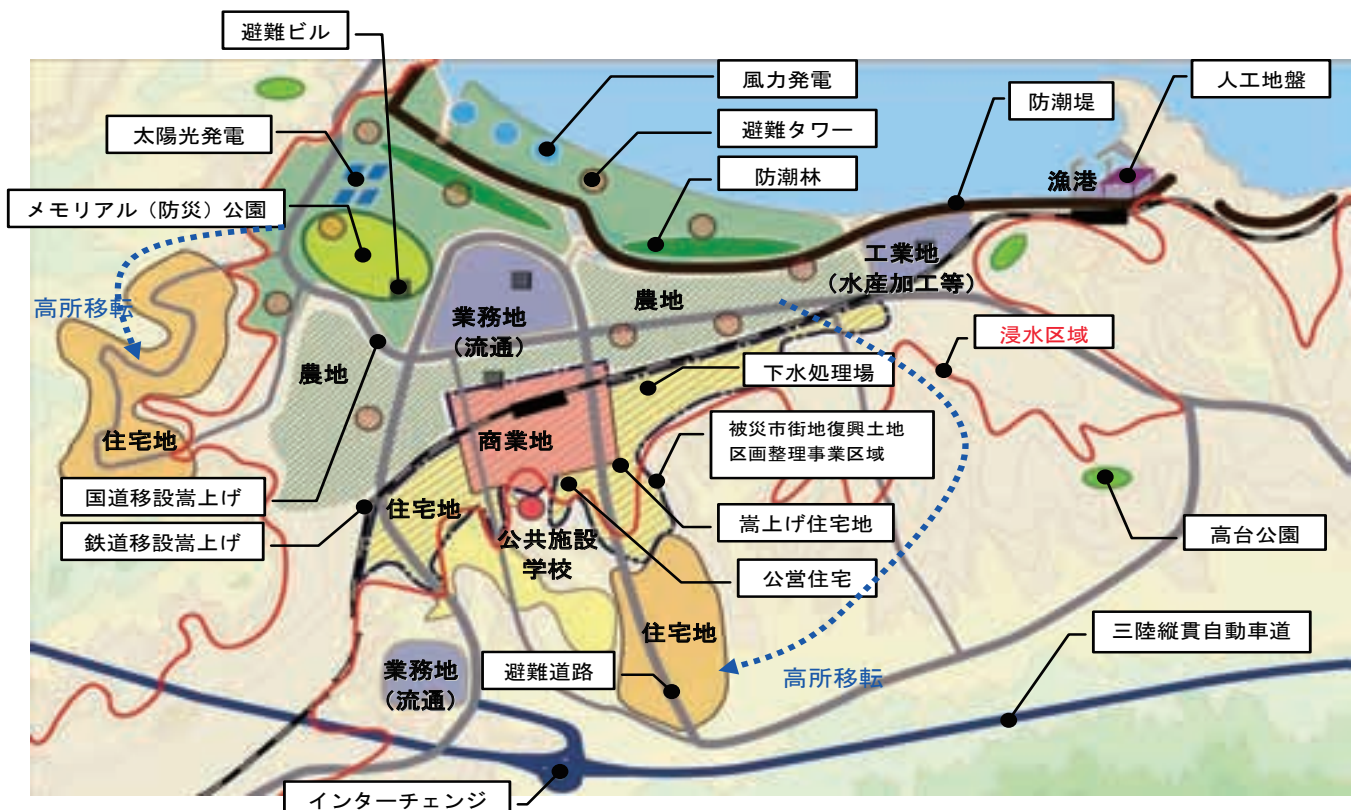 避難ビル
風力発電
人工地盤
防潮堤
太陽光発電
避難タワー
漁港
防潮林
メモリアル（防災）公園
工業地
（水産加工等）
高所移転
農地
業務地
（流通）
浸水区域
農地
下水処理場
住宅地
商業地
被災市街地復興土地
区画整理事業区域
国道移設嵩上げ
住宅地
嵩上げ住宅地
鉄道移設嵩上げ
公共施設
学校
高台公園
公営住宅
住宅地
三陸縦貫自動車道
業務地
（流通）
避難道路
高所移転
インターチェンジ